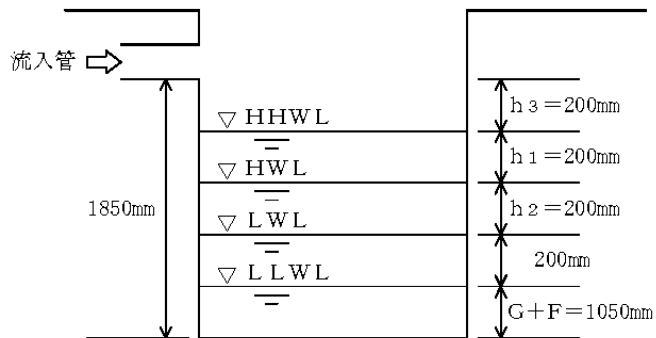 流入管
HHWL
HWL
LWL
LLWL
1850mm
h3=200mm
h1=200mm
h2=200mm
200mm
G+F=1050mm